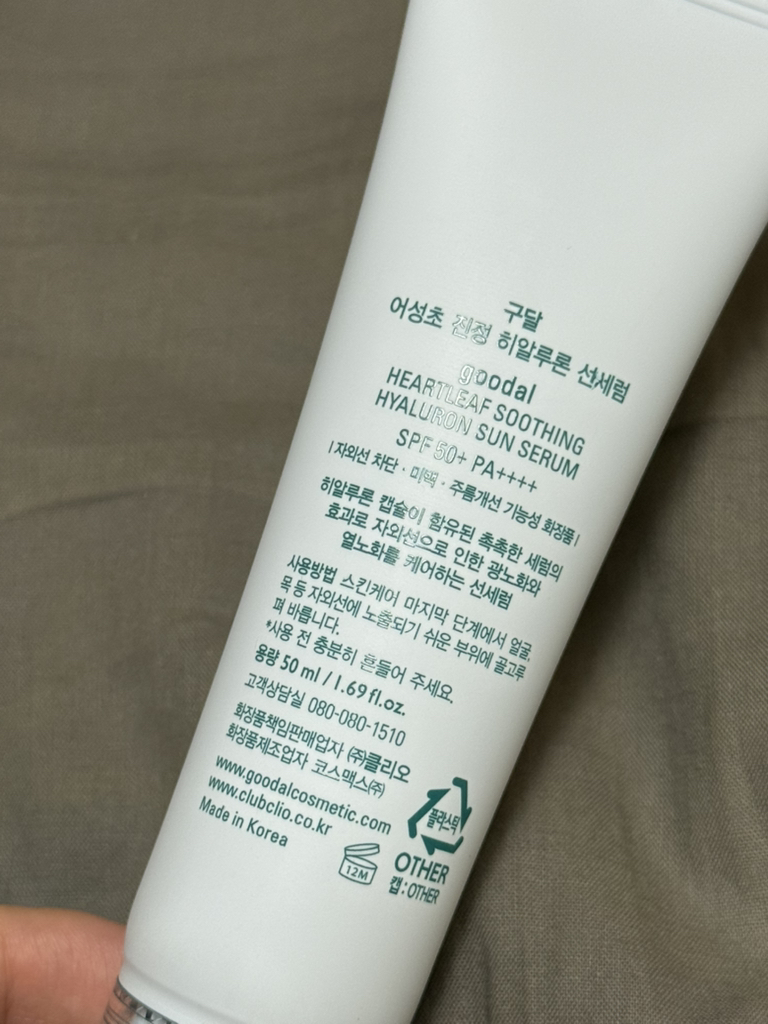 구달
어성초 진정 히알루론 선세럼
goodal
HEARTLEAF SOOTHING
HYALURON SUN SERUM
SPF 50+ PA++++
| 자외선 차단 · 미백 · 주름개선 기능성 화장품 |
히알루론 캡슐이 함유된 촉촉한 세럼의
효과로 자외선으로 인한 광노화와
열노화를 케어하는 선세럼
사용방법 스킨케어 마지막 단계에서 얼굴,
목 등 자외선에 노출되기 쉬운 부위에 골고루
펴 바릅니다.
*사용 전 충분히 흔들어 주세요.
용량 50 ml / 1.69 fl.oz.
고객상담실 080-080-1510
화장품책임판매업자 ㈜클리오
화장품제조업자 코스맥스㈜
www.goodalcosmetic.com
www.clubclio.co.kr
Made in Korea
12M
플라스틱
OTHER
캡 : OTHER